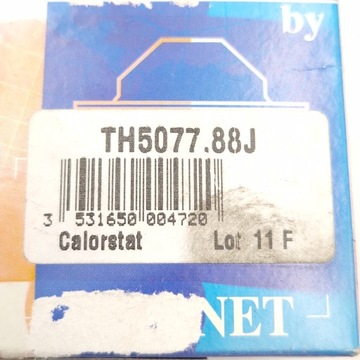 by
TH5077.88J
3 531650 004720
Calorstat Lot 11 F
NET